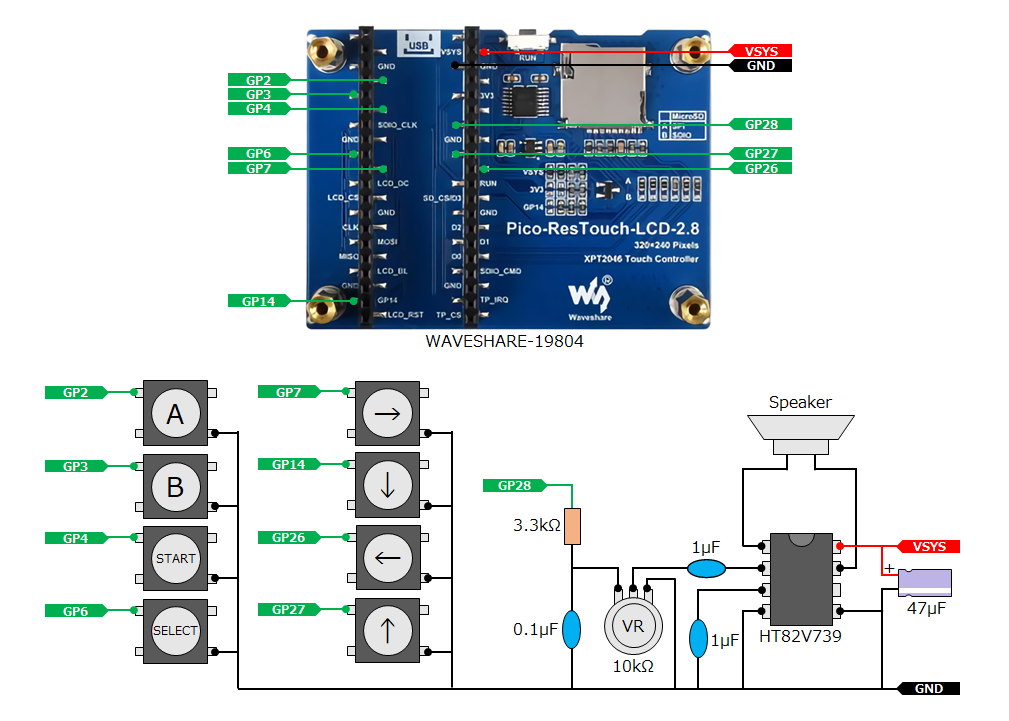 USB
VSYS
RUN
VSYS
GND
GND
GND
GP2
GP3
3V3
GP4
MicroSD
A SPI
B SDIO
SDIO_CLK
GP28
GND
GND
GP6
GP27
GP7
VSYS
GP26
LCD_DC
RUN
3V3
A
LCD_CS
SD_CS/D3
B
GND
GND
GP14
CLK
D2
Pico-ResTouch-LCD-2.8
MOSI
D1
320×240 Pixels
MISO
D0
XPT2046 Touch Controller
LCD_BL
SDIO_CMD
GND
GND
GP14
GP14
TP_IRQ
LCD_RST
TP_CS
®
Waveshare
WAVESHARE-19804
GP2
A
GP7
→
Speaker
GP3
B
GP14
↓
GP28
3.3kΩ
GP4
START
GP26
←
1µF
VSYS
+
47µF
GP6
SELECT
GP27
↑
0.1µF
VR
10kΩ
1µF
HT82V739
GND